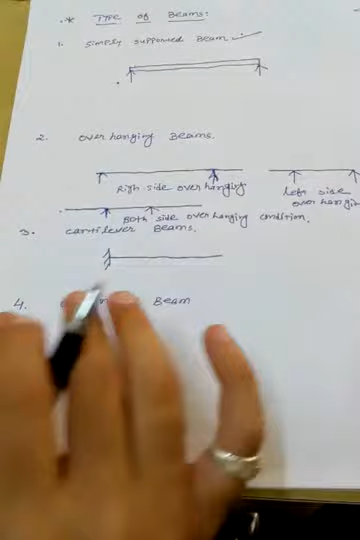 * TYPE of Beams:
1. simply supported Beam
2. over hanging Beams.
Righ side over hanging
Left side
over hangin
Both side over hanging condition.
3. cantilever Beams.
4. Beam